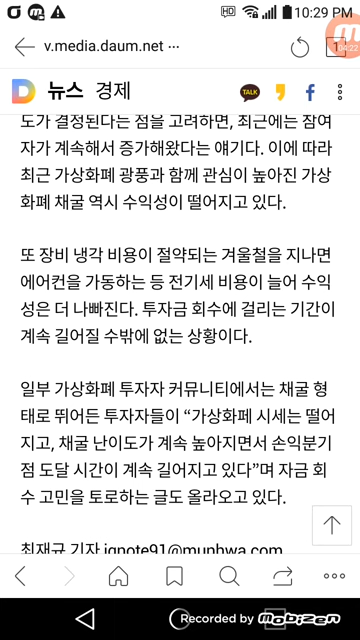 HD 10:29 PM
v.media.daum.net ...
04:22
D 뉴스 경제 TALK f
도가 결정된다는 점을 고려하면, 최근에는 참여
자가 계속해서 증가해왔다는 얘기다. 이에 따라
최근 가상화폐 광풍과 함께 관심이 높아진 가상
화폐 채굴 역시 수익성이 떨어지고 있다.
또 장비 냉각 비용이 절약되는 겨울철을 지나면
에어컨을 가동하는 등 전기세 비용이 늘어 수익
성은 더 나빠진다. 투자금 회수에 걸리는 기간이
계속 길어질 수밖에 없는 상황이다.
일부 가상화폐 투자자 커뮤니티에서는 채굴 형
태로 뛰어든 투자자들이 “가상화페 시세는 떨어
지고, 채굴 난이도가 계속 높아지면서 손익분기
점 도달 시간이 계속 길어지고 있다”며 자금 회
수 고민을 토로하는 글도 올라오고 있다.
최재규 기자 jqnote91@munhwa.com
Recorded by Mobizen